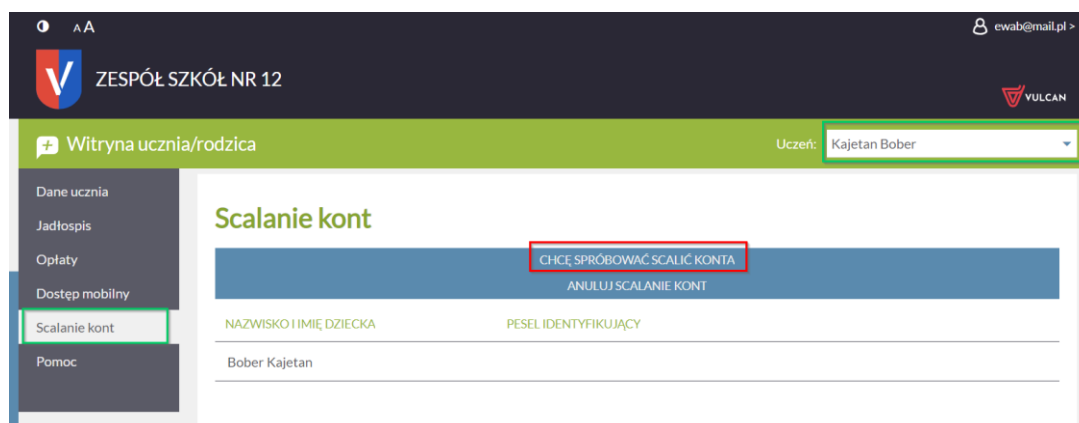 AA
ewab@mail.pl >
V
ZESPÓŁ SZKÓŁ NR 12
VULCAN
Witryna ucznia/rodzica
Uczeń: Kajetan Bober
Dane ucznia
Jadłospis
Opłaty
Dostęp mobilny
Scalanie kont
Pomoc
Scalanie kont
CHCĘ SPRÓBOWAĆ SCALIĆ KONTA
ANULUJ SCALANIE KONT
NAZWISKO I IMIĘ DZIECKA PESEL IDENTYFIKUJĄCY
Bober Kajetan